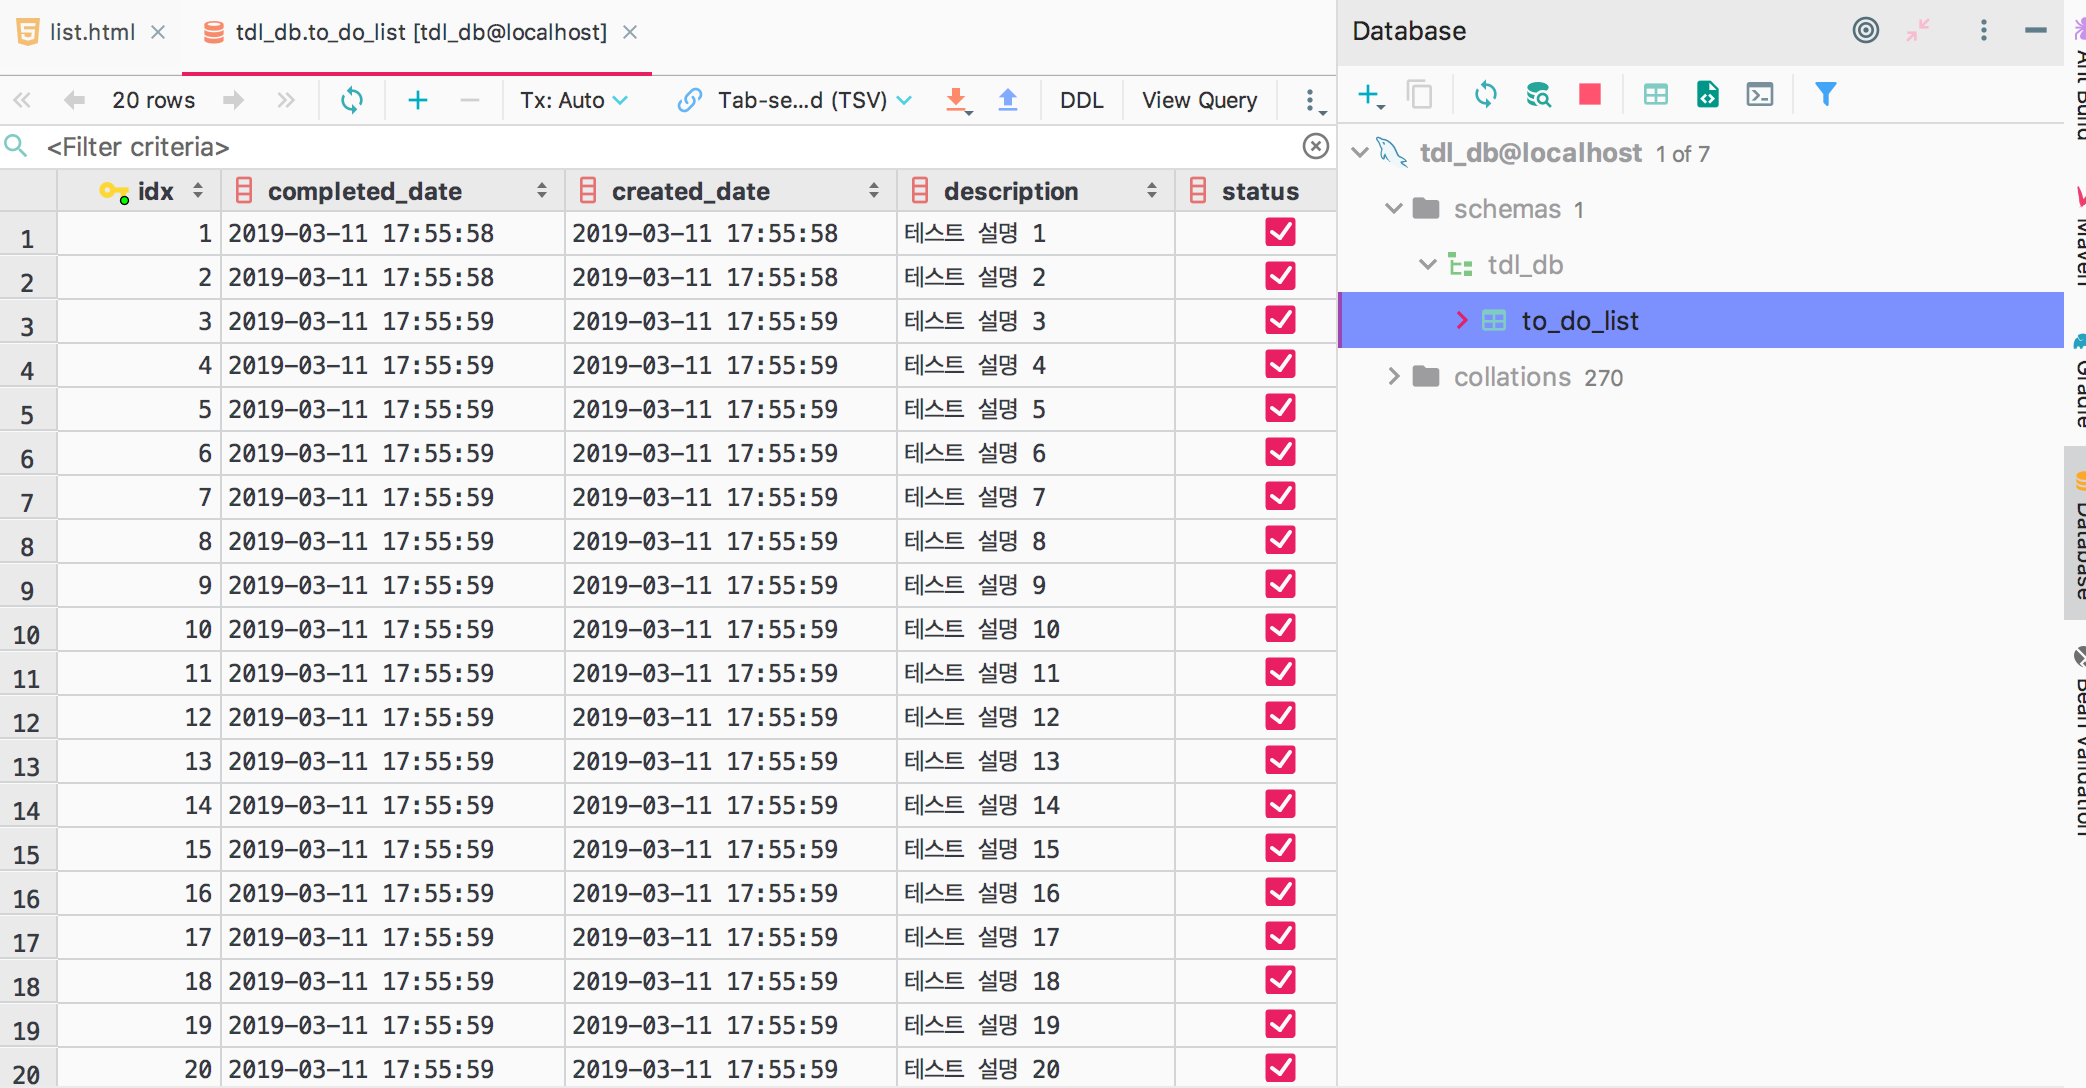 list.html
tdl_db.to_do_list [tdl_db@localhost]
20 rows
Tx: Auto
Tab-se...d (TSV)
DDL
View Query
<Filter criteria>
idx completed_date created_date description status
1 1 2019-03-11 17:55:58 2019-03-11 17:55:58 테스트 설명 1
2 2 2019-03-11 17:55:58 2019-03-11 17:55:58 테스트 설명 2
3 3 2019-03-11 17:55:59 2019-03-11 17:55:59 테스트 설명 3
4 4 2019-03-11 17:55:59 2019-03-11 17:55:59 테스트 설명 4
5 5 2019-03-11 17:55:59 2019-03-11 17:55:59 테스트 설명 5
6 6 2019-03-11 17:55:59 2019-03-11 17:55:59 테스트 설명 6
7 7 2019-03-11 17:55:59 2019-03-11 17:55:59 테스트 설명 7
8 8 2019-03-11 17:55:59 2019-03-11 17:55:59 테스트 설명 8
9 9 2019-03-11 17:55:59 2019-03-11 17:55:59 테스트 설명 9
10 10 2019-03-11 17:55:59 2019-03-11 17:55:59 테스트 설명 10
11 11 2019-03-11 17:55:59 2019-03-11 17:55:59 테스트 설명 11
12 12 2019-03-11 17:55:59 2019-03-11 17:55:59 테스트 설명 12
13 13 2019-03-11 17:55:59 2019-03-11 17:55:59 테스트 설명 13
14 14 2019-03-11 17:55:59 2019-03-11 17:55:59 테스트 설명 14
15 15 2019-03-11 17:55:59 2019-03-11 17:55:59 테스트 설명 15
16 16 2019-03-11 17:55:59 2019-03-11 17:55:59 테스트 설명 16
17 17 2019-03-11 17:55:59 2019-03-11 17:55:59 테스트 설명 17
18 18 2019-03-11 17:55:59 2019-03-11 17:55:59 테스트 설명 18
19 19 2019-03-11 17:55:59 2019-03-11 17:55:59 테스트 설명 19
20 20 2019-03-11 17:55:59 2019-03-11 17:55:59 테스트 설명 20
Database
tdl_db@localhost 1 of 7
schemas 1
tdl_db
to_do_list
collations 270
Ant Build
Maven
Gradle
Database
Bean Validation